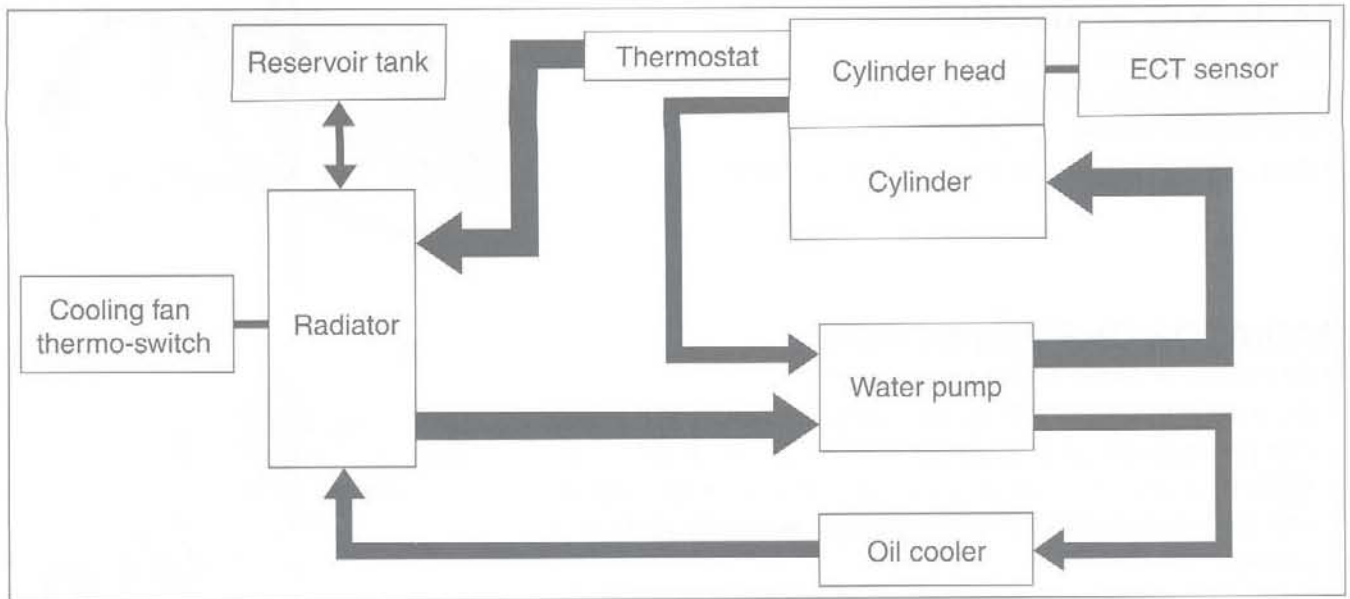 Reservoir tank
Thermostat
Cylinder head
ECT sensor
Cylinder
Cooling fan
thermo-switch
Radiator
Water pump
Oil cooler